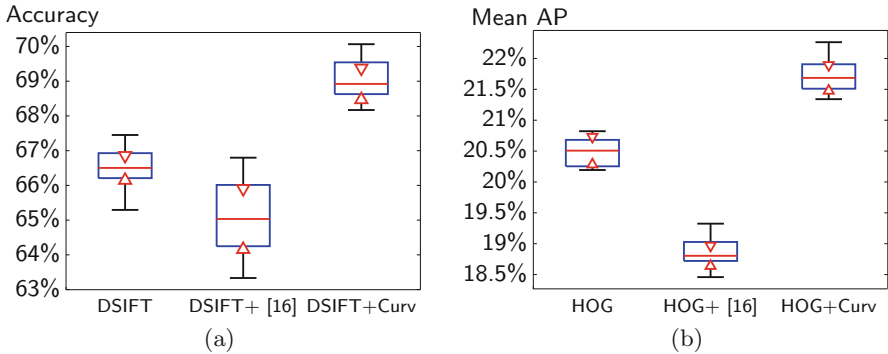 Accuracy
70%
69%
68%
67%
66%
65%
64%
63%
DSIFT DSIFT+ [16] DSIFT+Curv
(a)
Mean AP
22%
21.5%
21%
20.5%
20%
19.5%
19%
18.5%
HOG HOG+ [16] HOG+Curv
(b)